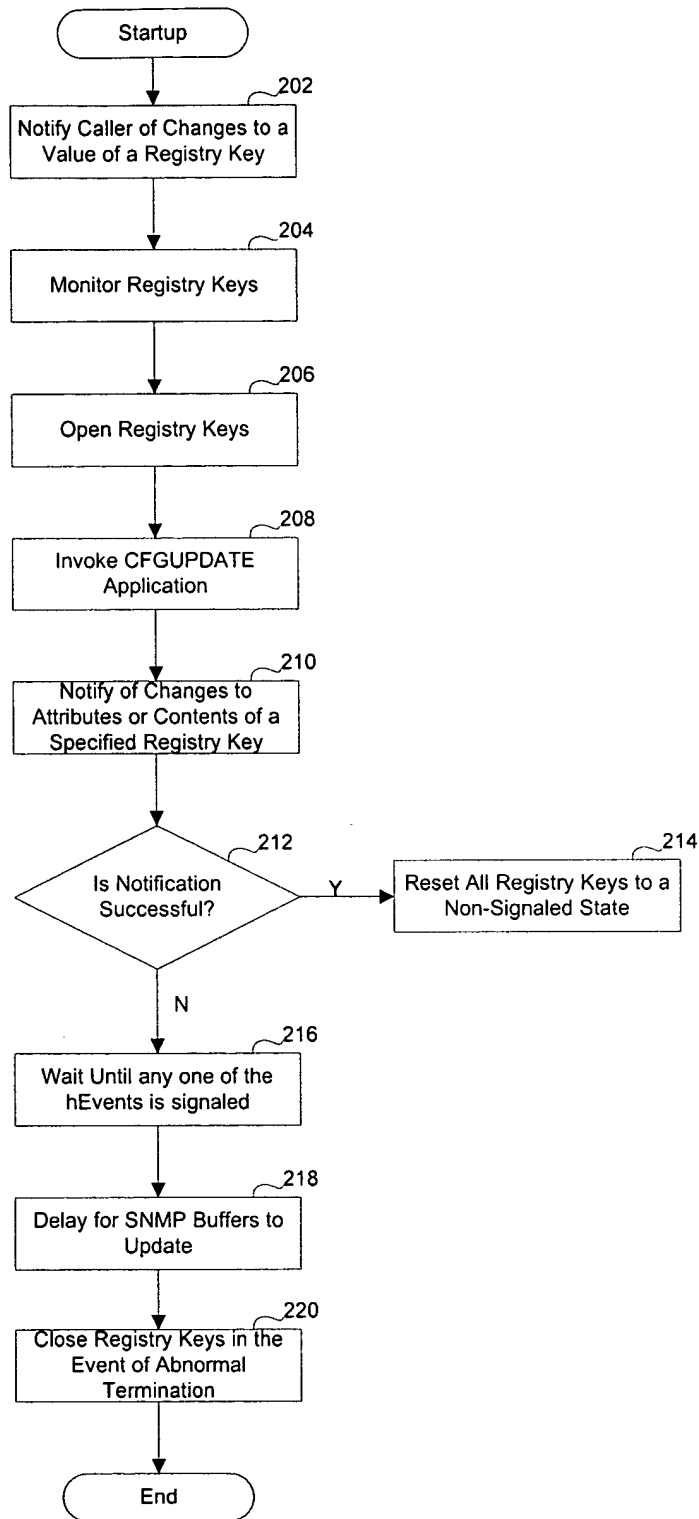 Startup
202
Notify Caller of Changes to a
Value of a Registry Key
204
Monitor Registry Keys
206
Open Registry Keys
208
Invoke CFGUPDATE
Application
210
Notify of Changes to
Attributes or Contents of a
Specified Registry Key
212
Is Notification
Successful?
Y
214
Reset All Registry Keys to a
Non-Signaled State
N
216
Wait Until any one of the
hEvents is signaled
218
Delay for SNMP Buffers to
Update
220
Close Registry Keys in the
Event of Abnormal
Termination
End